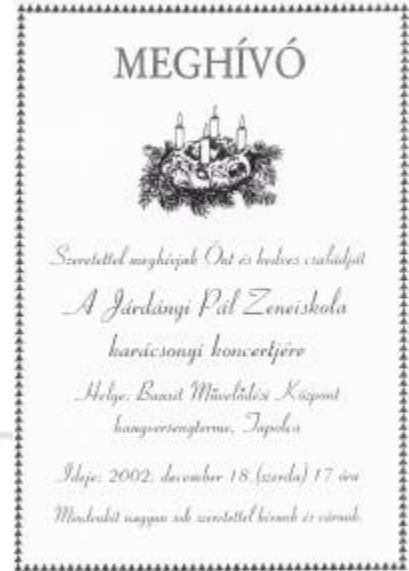 MEGHÍVÓ
Szeretettel meghívjuk Önt és kedves családját
A Járdányi Pál Zeneiskola
karácsonyi koncertjére
Helye: Bauxit Művelődési Központ
hangversenyterme, Tapolca
Ideje: 2002. december 18. (szerda) 17 óra
Mindenkit nagyon sok szeretettel hívunk és várunk.